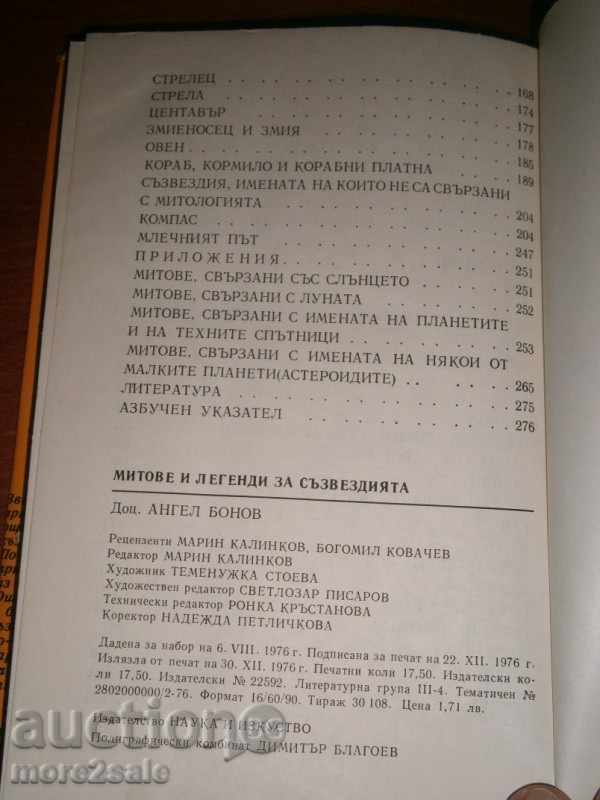 СТРЕЛЕЦ . . . . . . . . . . 168
СТРЕЛА . . . . . . . . . . 174
ЦЕНТАВЪР . . . . . . . . . . 177
ЗМИЕНОСЕЦ И ЗМИЯ . . . . . . . 178
ОВЕН . . . . . . . . . . . 185
КОРАБ, КОРМИЛО И КОРАБНИ ПЛАТНА . . . . 189
СЪЗВЕЗДИЯ, ИМЕНАТА НА КОИТО НЕ СА СВЪРЗАНИ
С МИТОЛОГИЯТА . . . . . . . . 204
КОМПАС . . . . . . . . . . 204
МЛЕЧНИЯТ ПЪТ . . . . . . . . 247
ПРИЛОЖЕНИЯ . . . . . . . . . 251
МИТОВЕ, СВЪРЗАНИ СЪС СЛЪНЦЕТО . . . . 251
МИТОВЕ, СВЪРЗАНИ С ЛУНАТА . . . . . 252
МИТОВЕ, СВЪРЗАНИ С ИМЕНАТА НА ПЛАНЕТИТЕ
И НА ТЕХНИТЕ СПЪТНИЦИ . . . . . . 253
МИТОВЕ, СВЪРЗАНИ С ИМЕНАТА НА НЯКОИ ОТ
МАЛКИТЕ ПЛАНЕТИ(АСТЕРОИДИТЕ) . . . . . 265
ЛИТЕРАТУРА . . . . . . . . . 275
АЗБУЧЕН УКАЗАТЕЛ . . . . . . . 276
МИТОВЕ И ЛЕГЕНДИ ЗА СЪЗВЕЗДИЯТА
Доц. АНГЕЛ БОНОВ
Рецензенти МАРИН КАЛИНКОВ, БОГОМИЛ КОВАЧЕВ
Редактор МАРИН КАЛИНКОВ
Художник ТЕМЕНУЖКА СТОЕВА
Художествен редактор СВЕТЛОЗАР ПИСАРОВ
Технически редактор РОНКА КРЪСТАНОВА
Коректор НАДЕЖДА ПЕТЛИЧКОВА
Дадена за набор на 6. VIII. 1976 г. Подписана за печат на 22. XII. 1976 г.
Излязла от печат на 30. XII. 1976 г. Печатни коли 17,50. Издателски ко-
ли 17,50. Издателски № 22592. Литературна група III-4. Тематичен №
2802000000/2-76. Формат 16/60/90. Тираж 30 108. Цена 1,71 лв.
Издателство НАУКА И ИЗКУСТВО
Полиграфически комбинат ДИМИТЪР БЛАГОЕВ
auction
more2sale